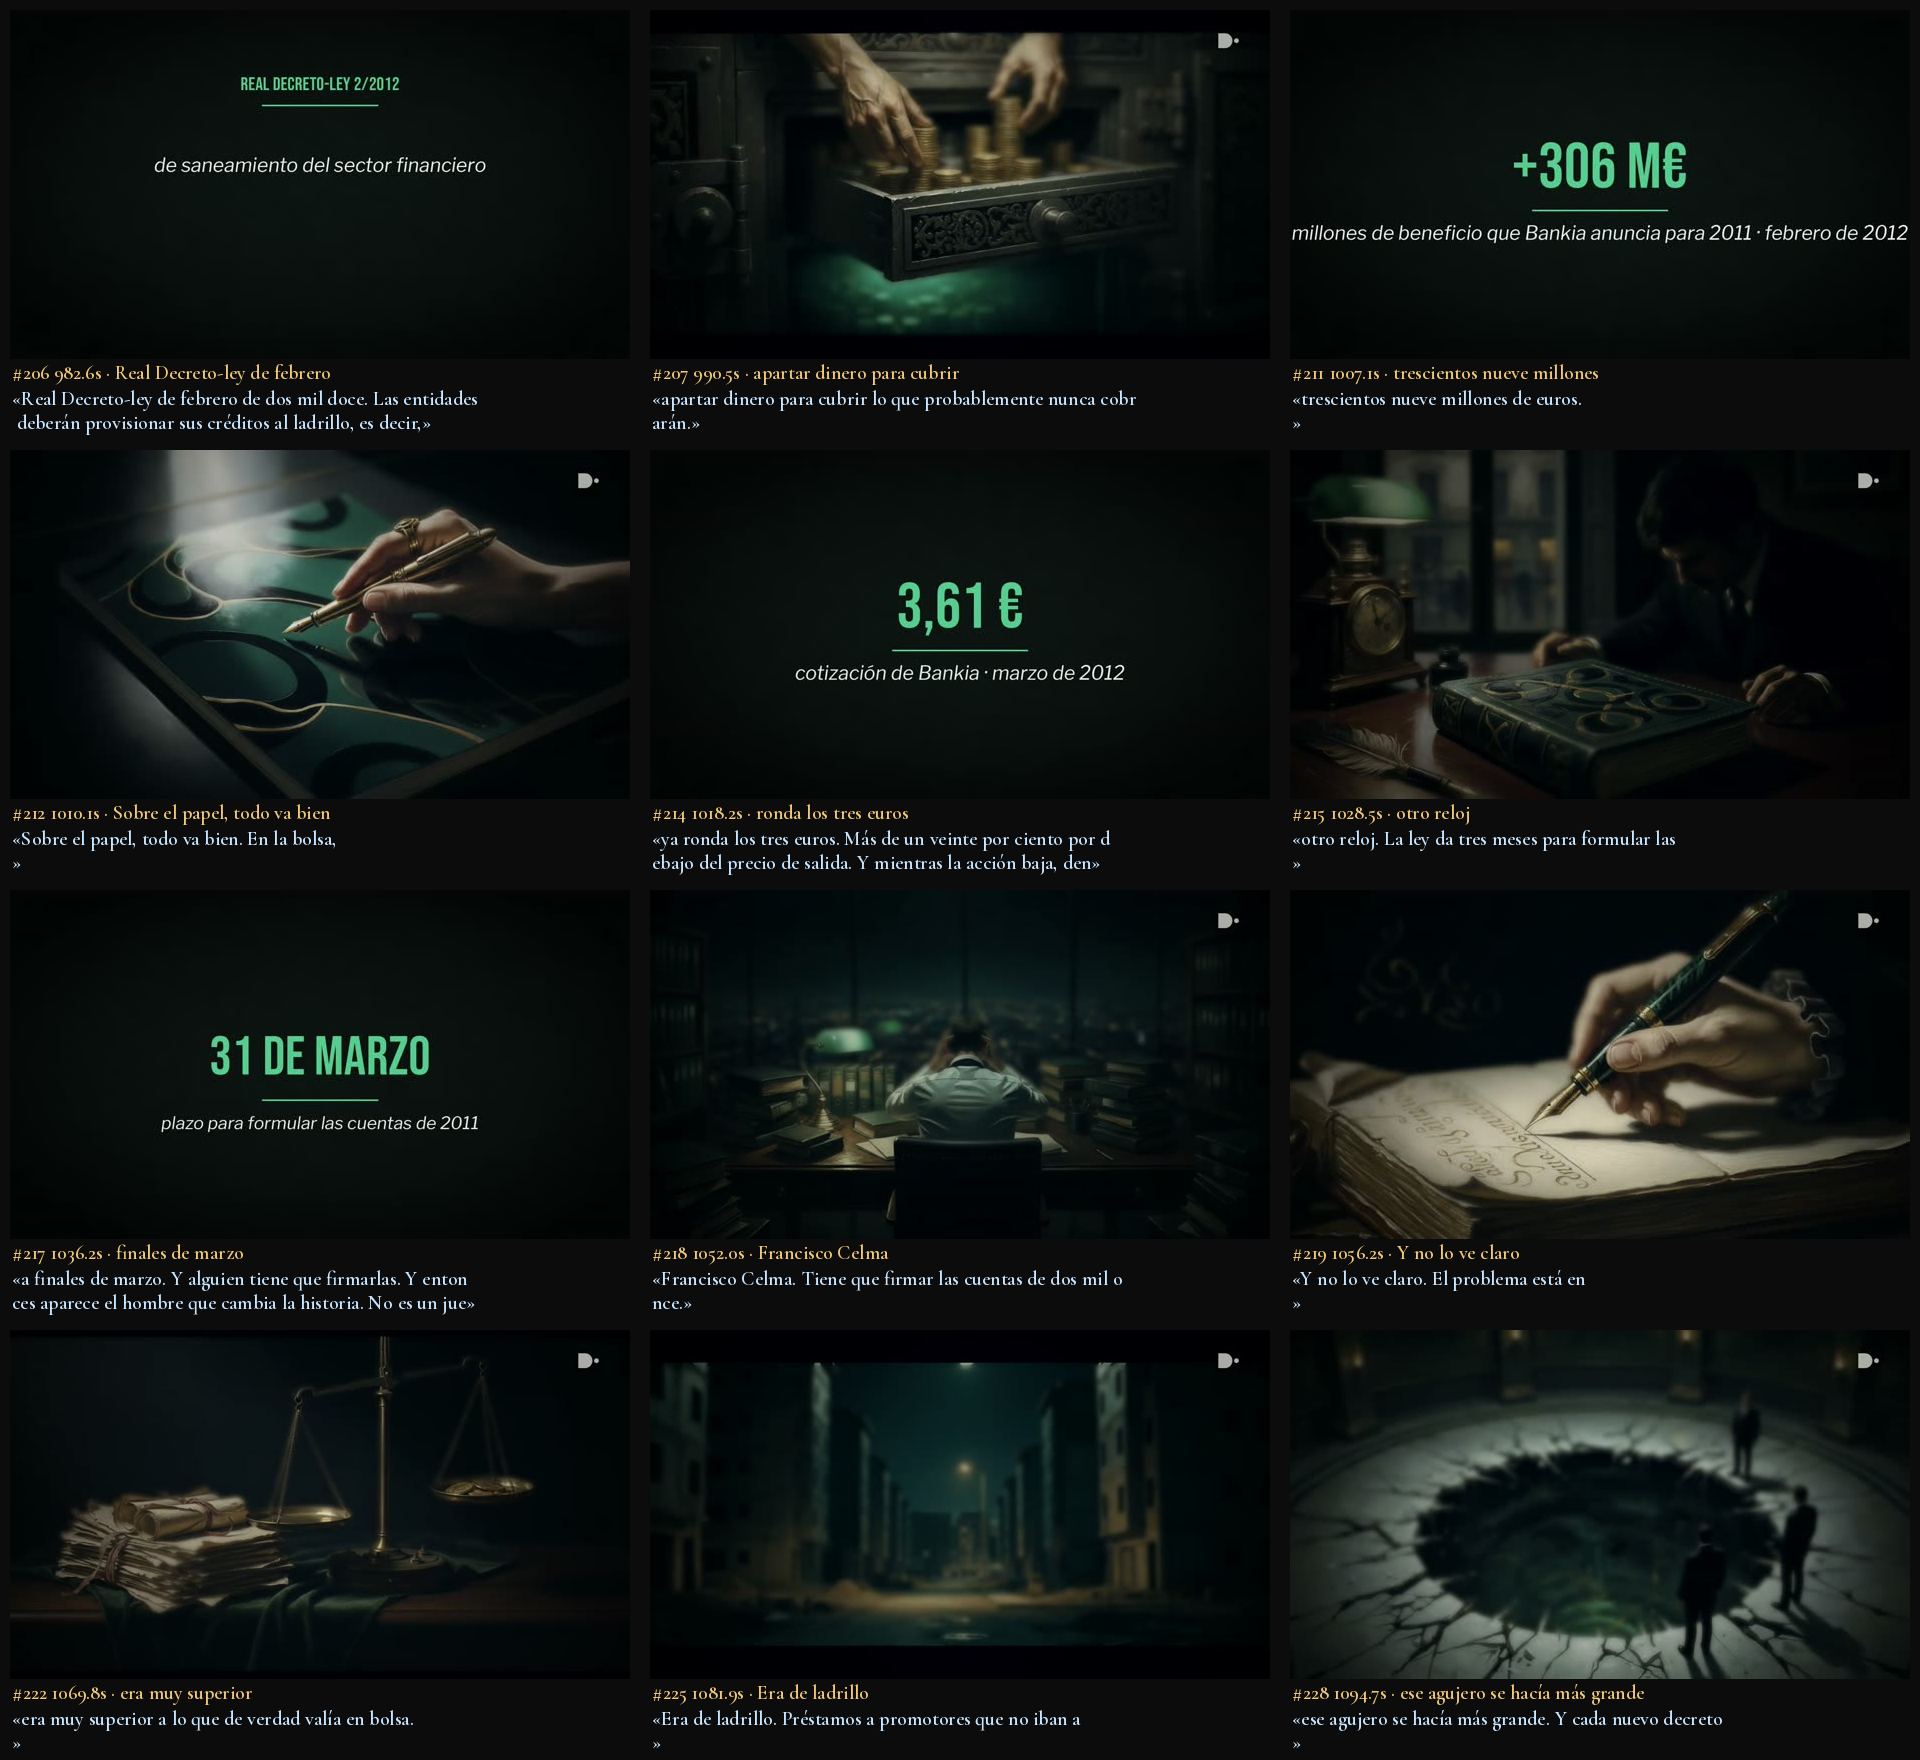 REAL DECRETO-LEY 2/2012
de saneamiento del sector financiero
#206 982.6s · Real Decreto-ley de febrero
«Real Decreto-ley de febrero de dos mil doce. Las entidades
deberán provisionar sus créditos al ladrillo, es decir,»
#207 990.5s · apartar dinero para cubrir
«apartar dinero para cubrir lo que probablemente nunca cobr
arán.»
+306 M€
millones de beneficio que Bankia anuncia para 2011 · febrero de 2012
#211 1007.1s · trescientos nueve millones
«trescientos nueve millones de euros.
»
#212 1010.1s · Sobre el papel, todo va bien
«Sobre el papel, todo va bien. En la bolsa,
»
3,61 €
cotización de Bankia · marzo de 2012
#214 1018.2s · ronda los tres euros
«ya ronda los tres euros. Más de un veinte por ciento por d
ebajo del precio de salida. Y mientras la acción baja, den»
#215 1028.5s · otro reloj
«otro reloj. La ley da tres meses para formular las
»
31 DE MARZO
plazo para formular las cuentas de 2011
#217 1036.2s · finales de marzo
«a finales de marzo. Y alguien tiene que firmarlas. Y enton
ces aparece el hombre que cambia la historia. No es un jue»
#218 1052.0s · Francisco Celma
«Francisco Celma. Tiene que firmar las cuentas de dos mil o
nce.»
#219 1056.2s · Y no lo ve claro
«Y no lo ve claro. El problema está en
»
#222 1069.8s · era muy superior
«era muy superior a lo que de verdad valía en bolsa.
»
#225 1081.9s · Era de ladrillo
«Era de ladrillo. Préstamos a promotores que no iban a
»
#228 1094.7s · ese agujero se hacía más grande
«ese agujero se hacía más grande. Y cada nuevo decreto
»